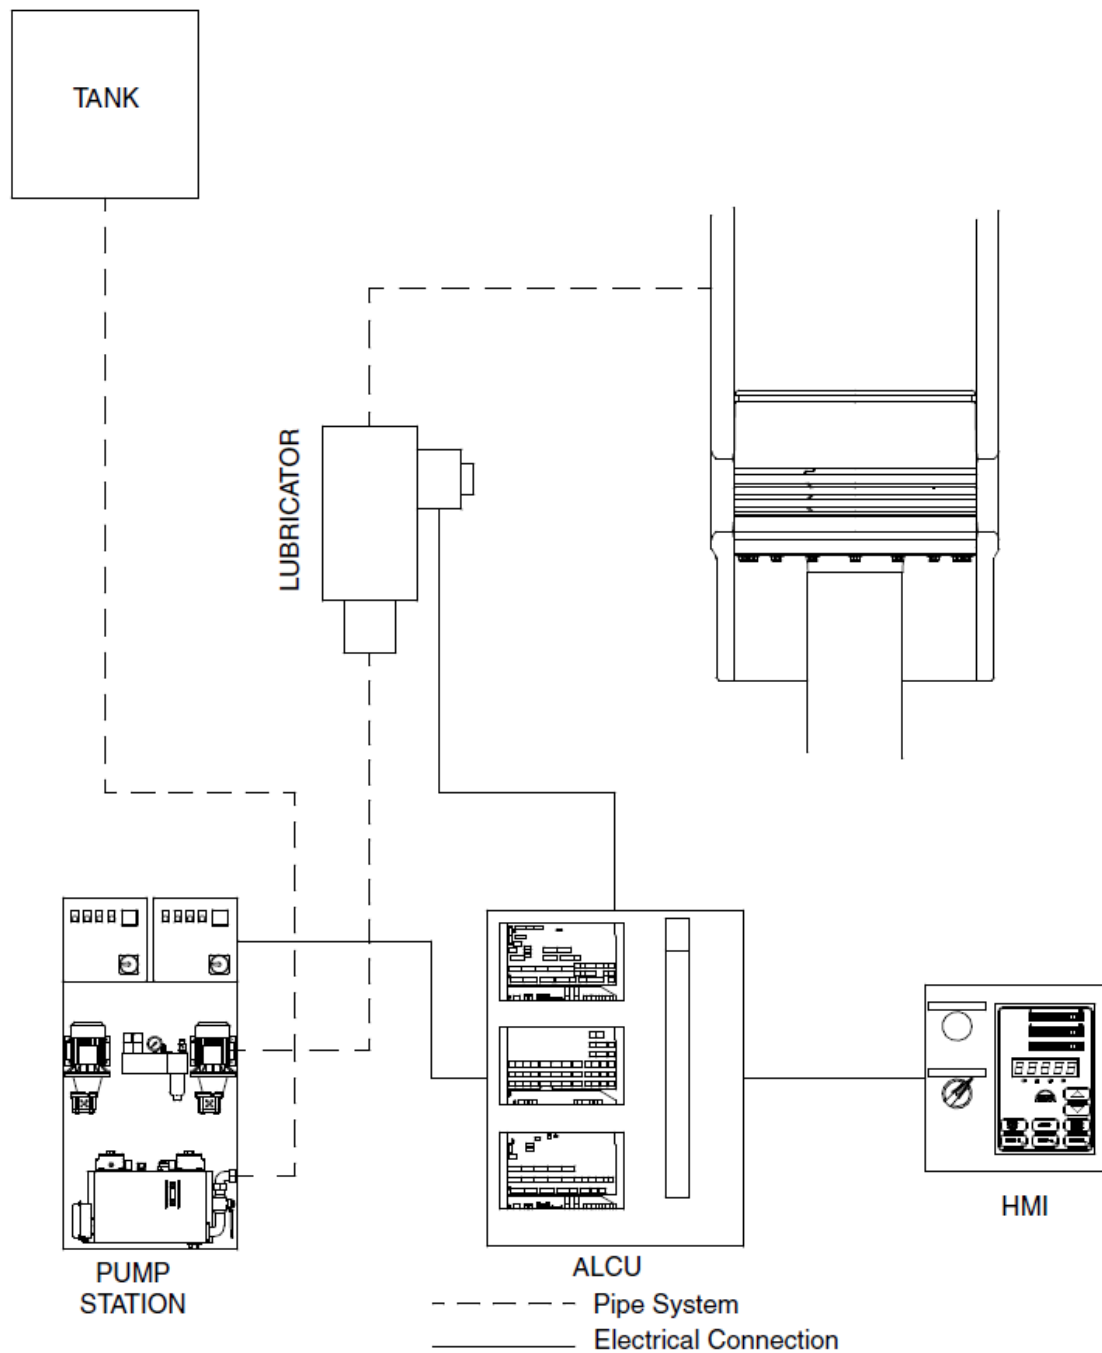 TANK
LUBRICATOR
HMI
PUMP
STATION
ALCU
Pipe System
Electrical Connection